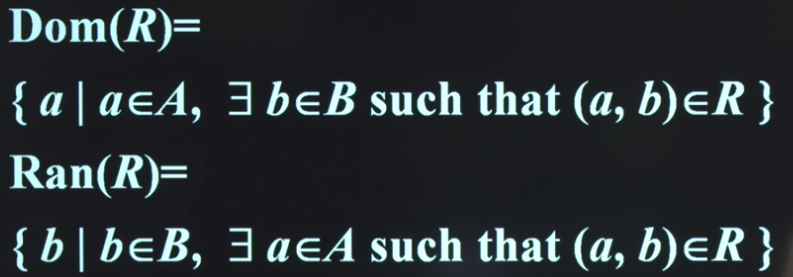 Dom(R)=
{ a | a∈A, ∃ b∈B such that (a, b)∈R }
Ran(R)=
{ b | b∈B, ∃ a∈A such that (a, b)∈R }